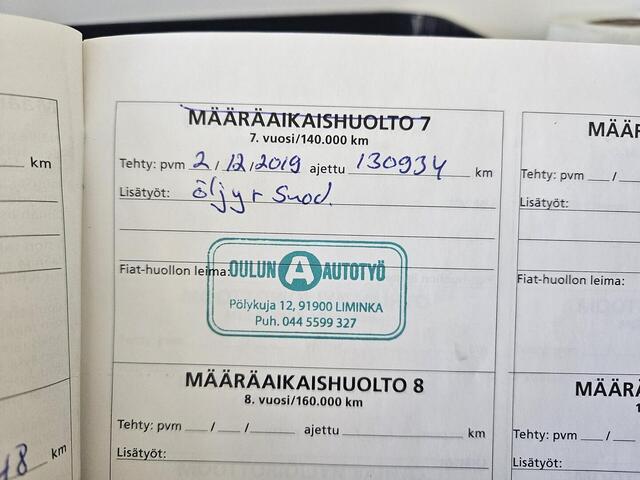 MÄÄRÄAIKAISHUOLTO 7
7. vuosi/140.000 km
Tehty: pvm 2 / 12 / 2019 ajettu 130934 km
Lisätyöt: öljy + Suod.
Fiat-huollon leima:
OULUN A AUTOTYÖ
Pölykuja 12, 91900 LIMINKA
Puh. 044 5599 327
MÄÄRÄAIKAISHUOLTO 8
8. vuosi/160.000 km
Tehty: pvm / / ajettu km
Lisätyöt:
km
km
MÄÄR
Tehty: pvm /
Lisätyöt:
Fiat-huollon leima:
MÄÄRÄ
Tehty: pvm /
Lisätyöt: